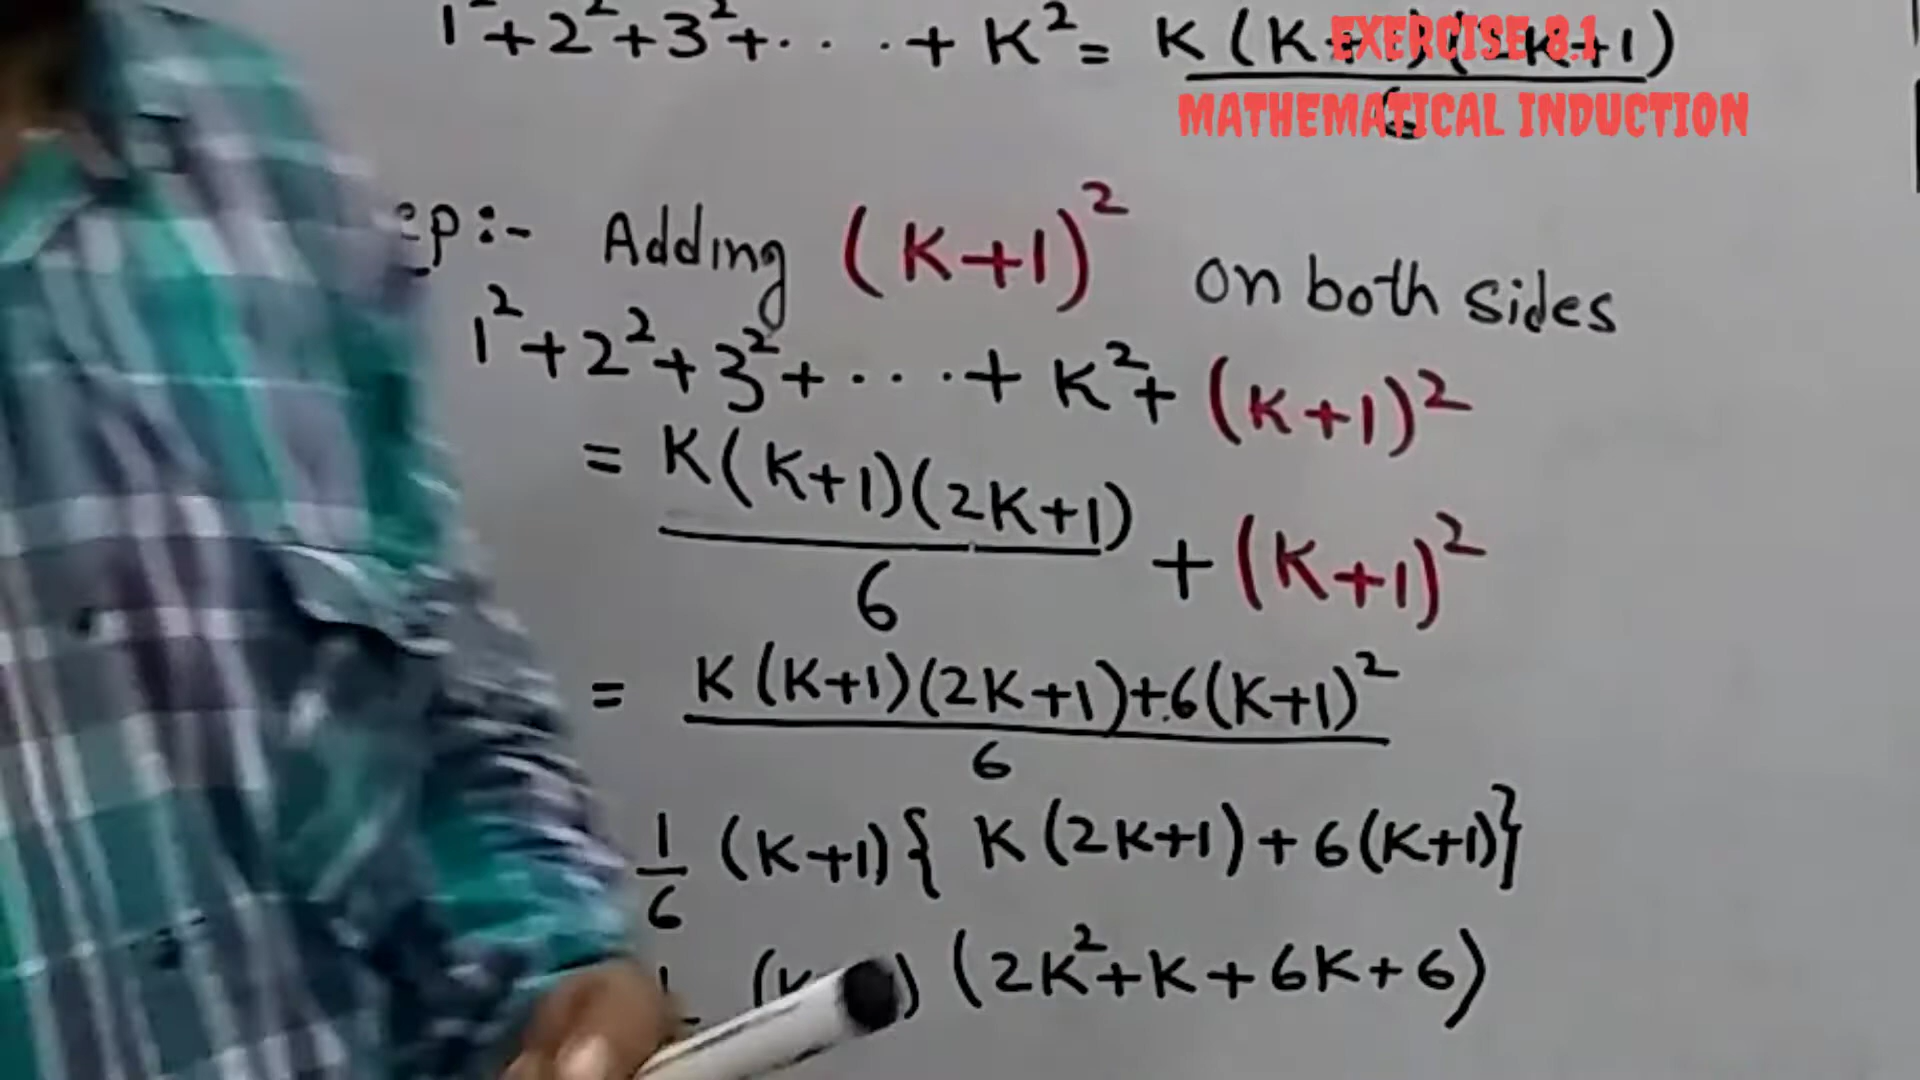 1²+2²+3²+....+K²= K(K+1)(2K+1)
EXERCISE 8.1
6
MATHEMATICAL INDUCTION
ep:- Adding (K+1)² on both sides
1²+2²+3²+....+K²+(K+1)²
= K(K+1)(2K+1)
6
+(K+1)²
= K(K+1)(2K+1)+6(K+1)²
6
1/6 (K+1){ K(2K+1)+6(K+1)}
(2K²+K+6K+6)